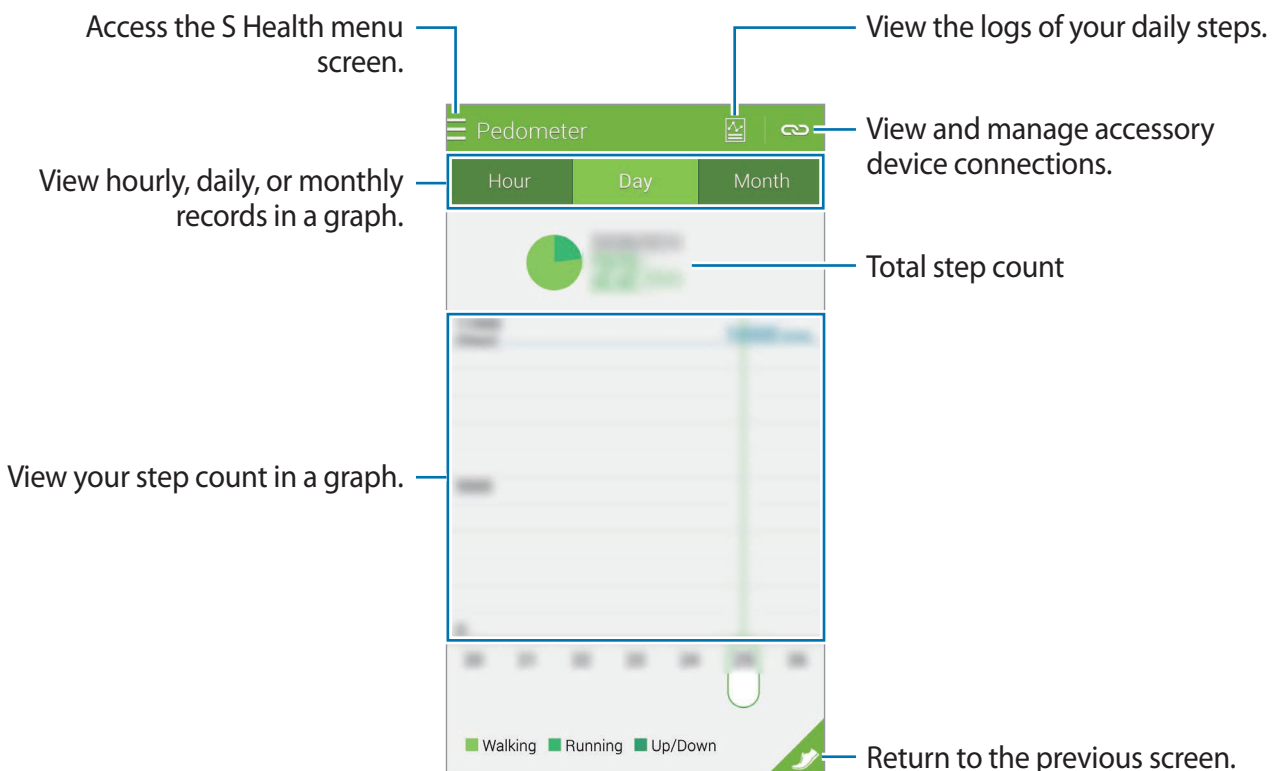 Access the S Health menu
screen.
View the logs of your daily steps.
Pedometer
View and manage accessory
device connections.
View hourly, daily, or monthly
records in a graph.
Hour Day Month
Total step count
View your step count in a graph.
Walking Running Up/Down
Return to the previous screen.